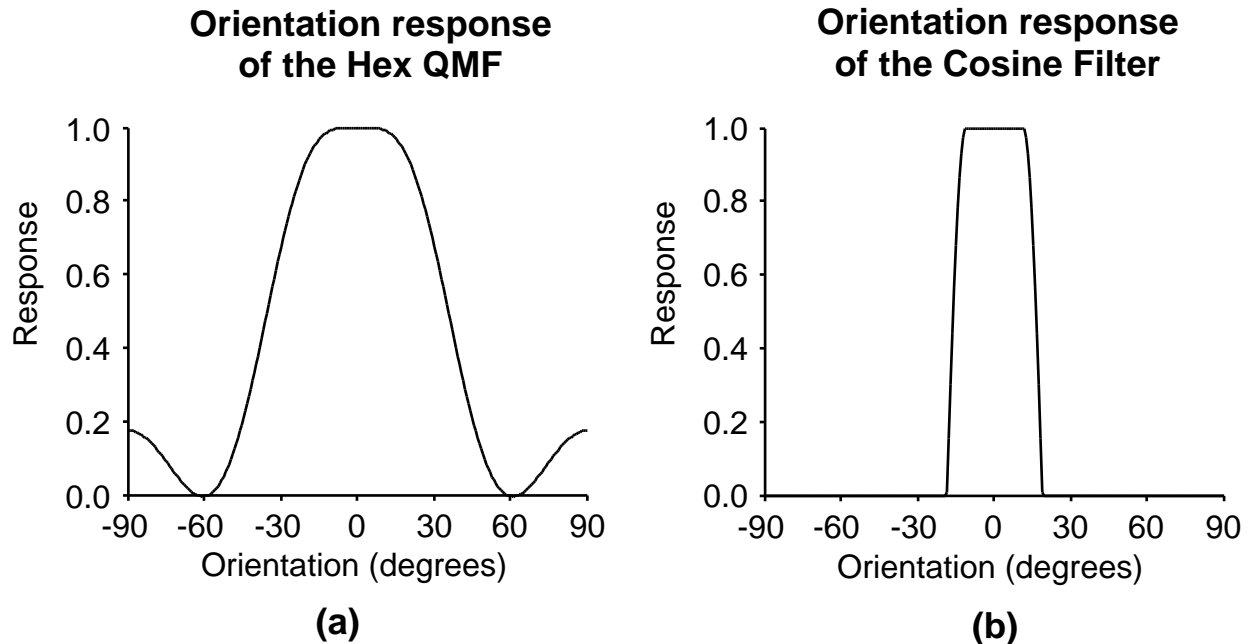 Orientation response
of the Hex QMF
1.0
0.8
0.6
0.4
0.2
0.0
Response
-90 -60 -30 0 30 60 90
Orientation (degrees)
(a)
Orientation response
of the Cosine Filter
1.0
0.8
0.6
0.4
0.2
0.0
Response
-90 -60 -30 0 30 60 90
Orientation (degrees)
(b)